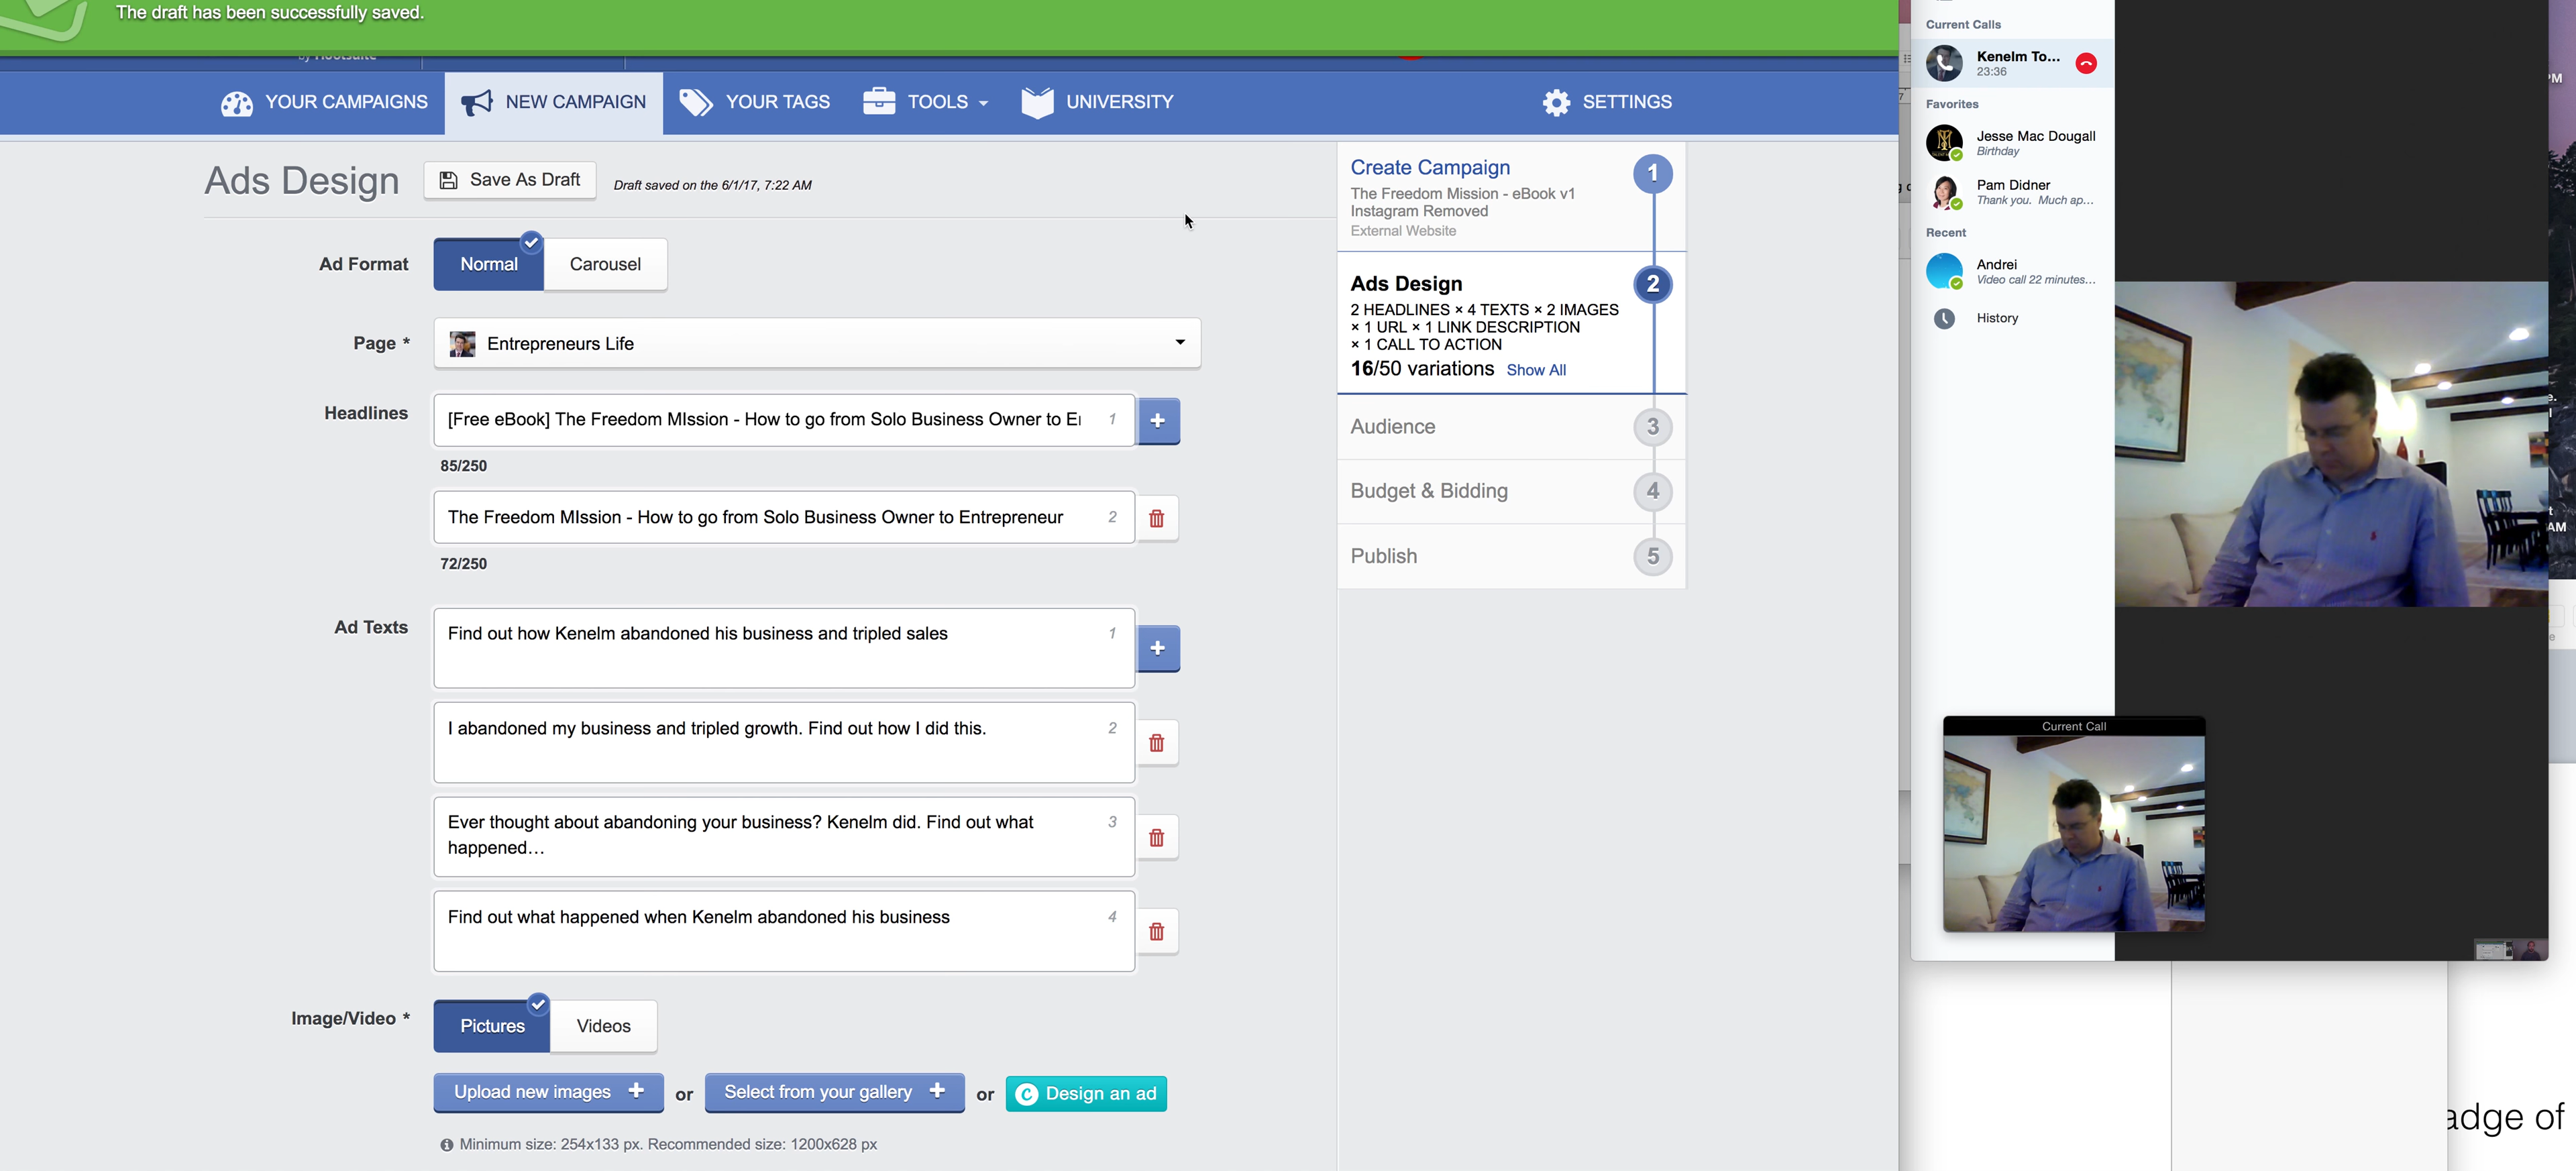 The draft has been successfully saved.
by Hootsuite
YOUR CAMPAIGNS
NEW CAMPAIGN
YOUR TAGS
TOOLS
UNIVERSITY
SETTINGS
Ads Design
Save As Draft
Draft saved on the 6/1/17, 7:22 AM
Ad Format
Normal
Carousel
Page *
Entrepreneurs Life
Headlines
[Free eBook] The Freedom MIssion - How to go from Solo Business Owner to
1
85/250
The Freedom MIssion - How to go from Solo Business Owner to Entrepreneur
2
72/250
Ad Texts
Find out how Kenelm abandoned his business and tripled sales
1
I abandoned my business and tripled growth. Find out how I did this.
2
Ever thought about abandoning your business? Kenelm did. Find out what
happened…
3
Find out what happened when Kenelm abandoned his business
4
Image/Video *
Pictures
Videos
Upload new images +
or
Select from your gallery +
or
Design an ad
Minimum size: 254x133 px. Recommended size: 1200x628 px
Create Campaign
1
The Freedom Mission - eBook v1
Instagram Removed
External Website
Ads Design
2
2 HEADLINES × 4 TEXTS × 2 IMAGES
× 1 URL × 1 LINK DESCRIPTION
× 1 CALL TO ACTION
16/50 variations Show All
Audience
3
Budget & Bidding
4
Publish
5
Current Calls
Kenelm To...
23:36
Favorites
Jesse Mac Dougall
Birthday
Pam Didner
Thank you. Much ap...
Recent
Andrei
Video call 22 minutes...
History
Current Call
PM
AM
adge of